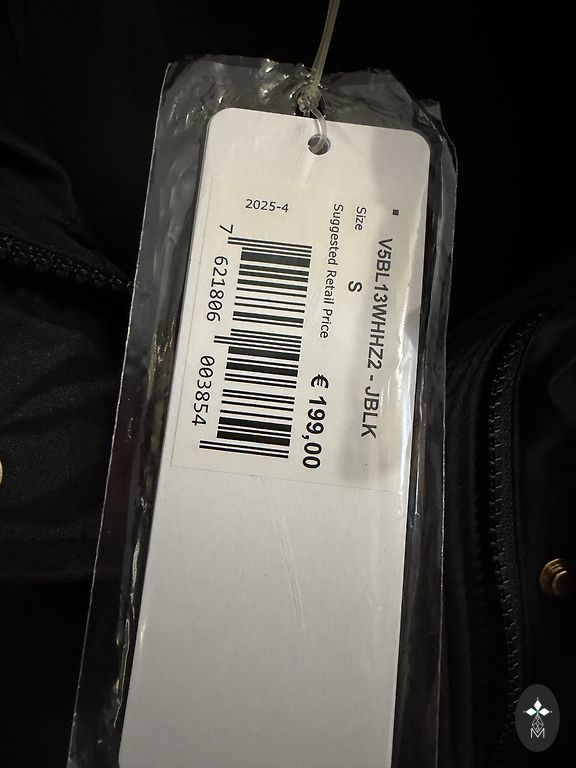 V5BL13WHHZ2 - JBLK
Size
S
Suggested Retail Price
€ 199,00
2025-4
7 621806 003854
M